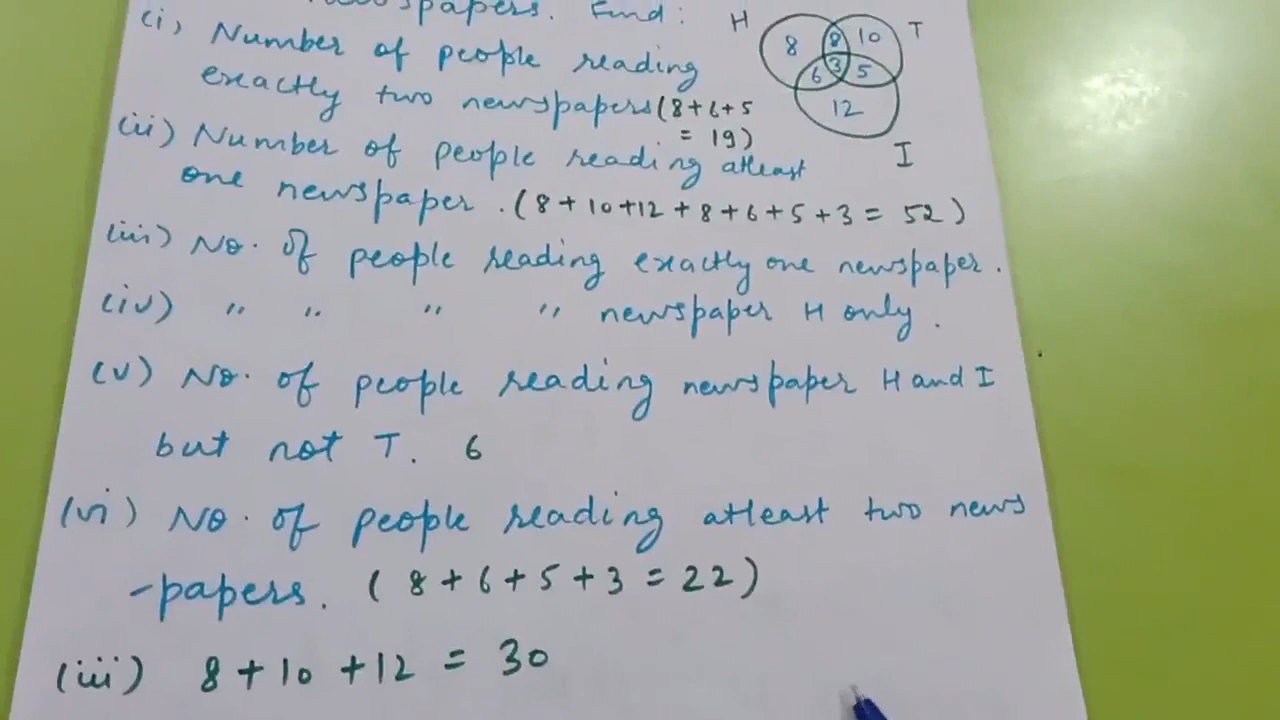 newspapers. Find:
(i) Number of people reading
exactly two newspapers (8+6+5
= 19)
(ii) Number of people reading atleast
one newspaper. (8+10+12+8+6+5+3 = 52)
(iii) No. of people reading exactly one newspaper.
(iv) " " " " newspaper H only.
(v) No. of people reading newspaper H and I
but not T. 6
(vi) No. of people reading atleast two news
-papers. (8+6+5+3=22)
(iii) 8+10+12 = 30
H
T
8 8 10
6 3 5
12
I